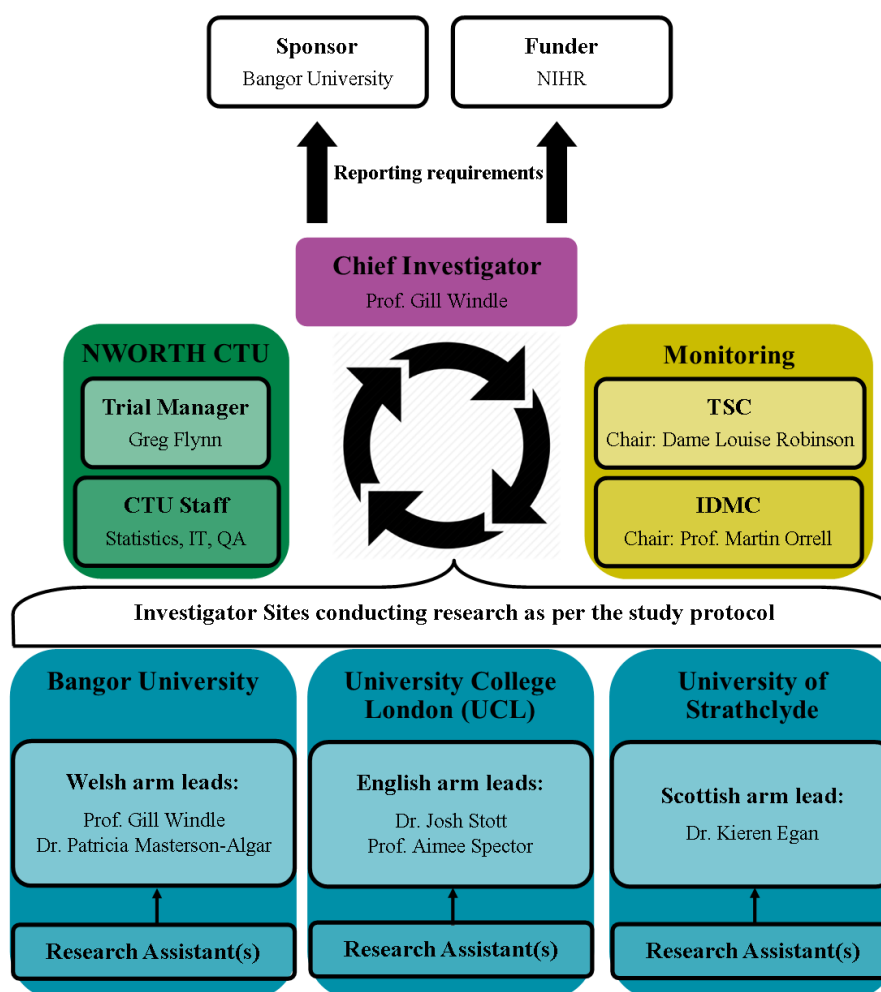 Sponsor
Bangor University
Funder
NIHR
Reporting requirements
Chief Investigator
Prof. Gill Windle
NWORTH CTU
Trial Manager
Greg Flynn
CTU Staff
Statistics, IT, QA
Monitoring
TSC
Chair: Dame Louise Robinson
IDMC
Chair: Prof. Martin Orrell
Investigator Sites conducting research as per the study protocol
Bangor University
Welsh arm leads:
Prof. Gill Windle
Dr. Patricia Masterson-Algar
Research Assistant(s)
University College
London (UCL)
English arm leads:
Dr. Josh Stott
Prof. Aimee Spector
Research Assistant(s)
University of
Strathclyde
Scottish arm lead:
Dr. Kieren Egan
Research Assistant(s)